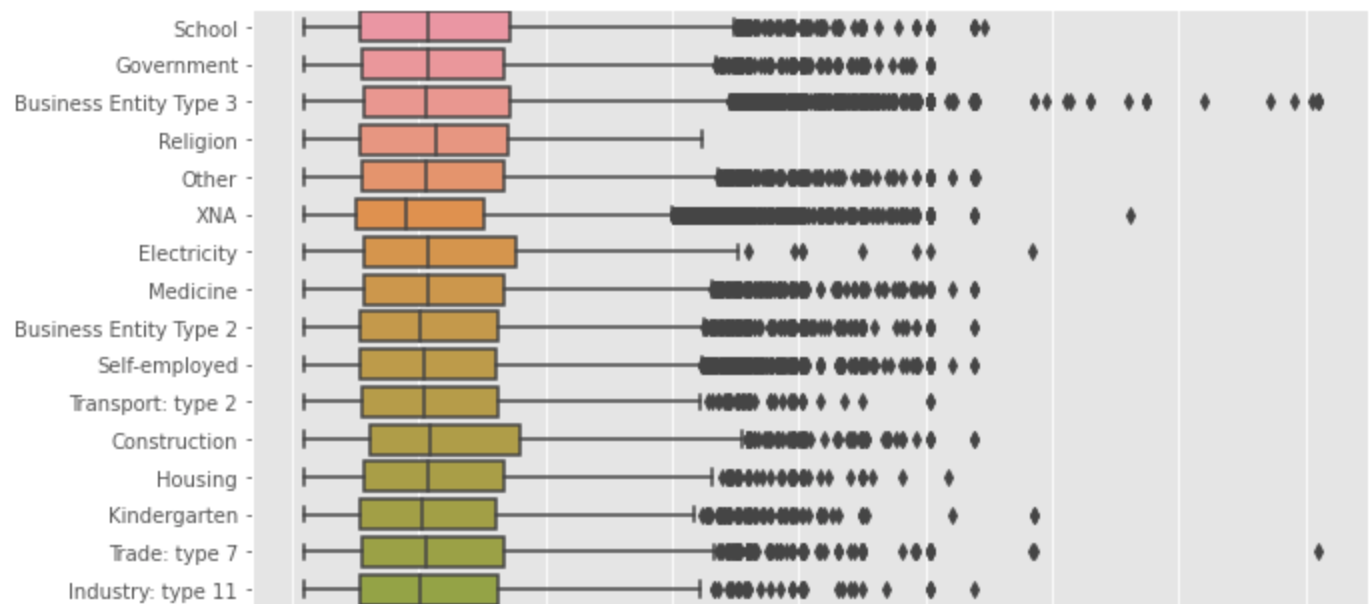 School
Government
Business Entity Type 3
Religion
Other
XNA
Electricity
Medicine
Business Entity Type 2
Self-employed
Transport: type 2
Construction
Housing
Kindergarten
Trade: type 7
Industry: type 11